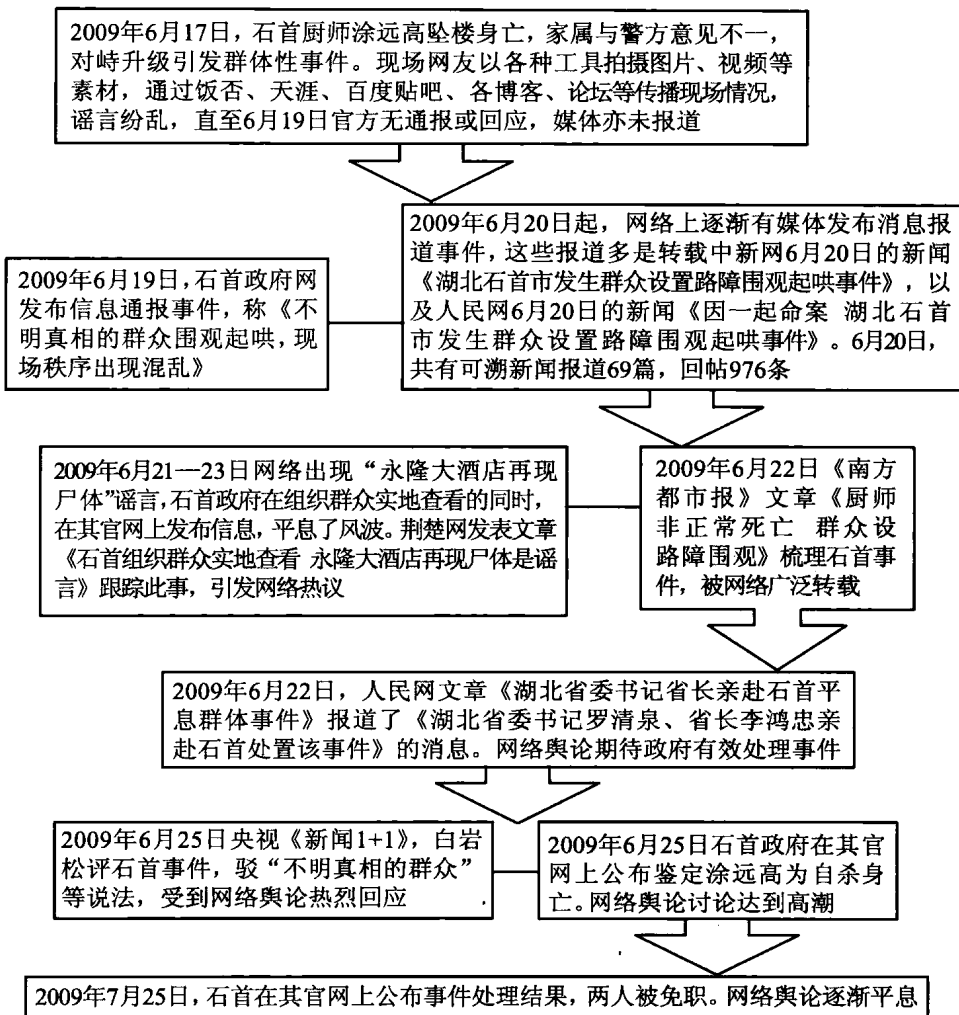 2009年6月17日，石首厨师涂远高坠楼身亡，家属与警方意见不一，
对峙升级引发群体性事件。现场网友以各种工具拍摄图片、视频等
素材，通过饭否、天涯、百度贴吧、各博客、论坛等传播现场情况，
谣言纷乱，直至6月19日官方无通报或回应，媒体亦未报道
2009年6月19日，石首政府网
发布信息通报事件，称《不
明真相的群众围观起哄，现
场秩序出现混乱》
2009年6月20日起，网络上逐渐有媒体发布消息报
道事件，这些报道多是转载中新网6月20日的新闻
《湖北石首市发生群众设置路障围观起哄事件》，以
及人民网6月20日的新闻《因一起命案 湖北石首
市发生群众设置路障围观起哄事件》。6月20日，
共有可溯新闻报道69篇，回帖976条
2009年6月21—23日网络出现“永隆大酒店再现
尸体”谣言，石首政府在组织群众实地查看的同时，
在其官网上发布信息，平息了风波。荆楚网发表文章
《石首组织群众实地查看 永隆大酒店再现尸体是谣
言》跟踪此事，引发网络热议
2009年6月22日《南方
都市报》文章《厨师
非正常死亡 群众设
路障围观》梳理石首事
件，被网络广泛转载
2009年6月22日，人民网文章《湖北省委书记省长亲赴石首平
息群体事件》报道了《湖北省委书记罗清泉、省长李鸿忠亲
赴石首处置该事件》的消息。网络舆论期待政府有效处理事件
2009年6月25日央视《新闻1+1》，白岩
松评石首事件，驳“不明真相的群众”
等说法，受到网络舆论热烈回应
2009年6月25日石首政府在其官
网上公布鉴定涂远高为自杀身
亡。网络舆论讨论达到高潮
2009年7月25日，石首在其官网上公布事件处理结果，两人被免职。网络舆论逐渐平息